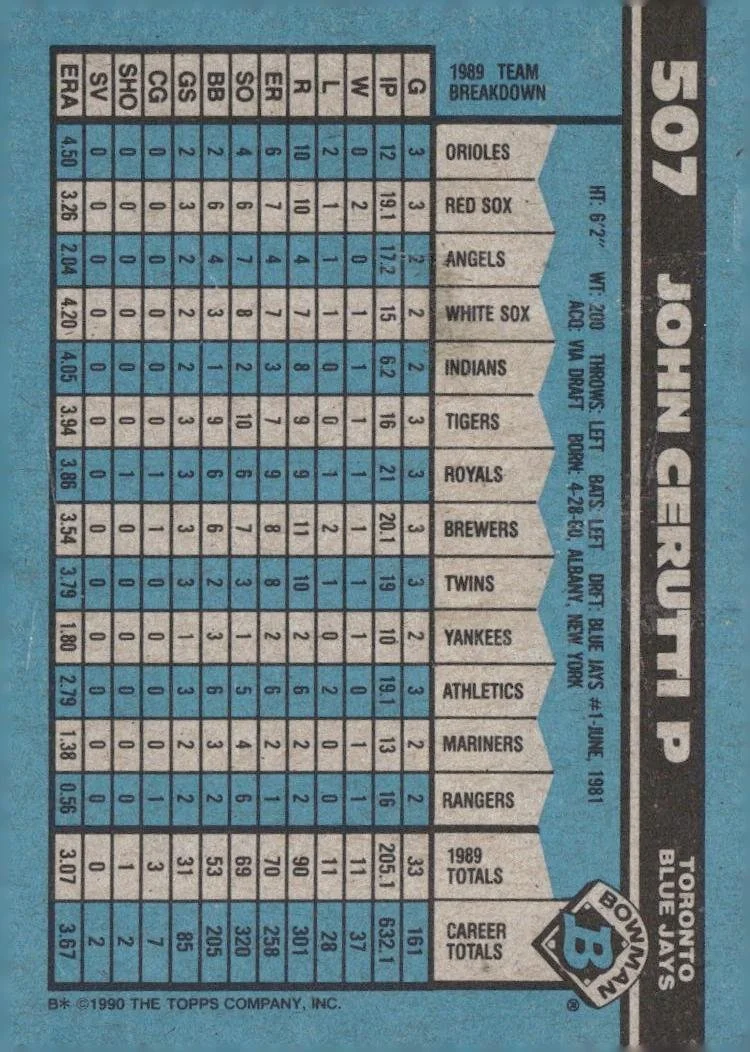 507 JOHN CERUTTI P
TORONTO
BLUE JAYS
HT: 6'2" WT: 200 THROWS: LEFT BATS: LEFT DRFT: BLUE JAYS #1-JUNE, 1981
ACQ: VIA DRAFT BORN: 4-28-60, ALBANY, NEW YORK
BOWMAN
B
®
1989 TEAM
BREAKDOWN
ORIOLES
RED SOX
ANGELS
WHITE SOX
INDIANS
TIGERS
ROYALS
BREWERS
TWINS
YANKEES
ATHLETICS
MARINERS
RANGERS
1989
TOTALS
CAREER
TOTALS
G 3 3 2 2 2 3 3 3 3 2 3 2 2 33 161
IP 12 19.1 17.2 15 6.2 16 21 20.1 19 10 19.1 13 16 205.1 632.1
W 0 2 0 1 1 1 1 1 1 1 0 1 1 11 37
L 2 1 1 1 0 0 1 2 1 0 2 0 0 11 28
R 10 10 4 7 8 9 9 11 10 2 6 2 2 90 301
ER 6 7 4 7 3 7 9 8 8 2 6 2 1 70 258
SO 4 6 7 8 2 10 6 7 3 1 5 4 6 69 320
BB 2 6 4 3 1 9 6 6 2 3 6 3 2 53 205
GS 2 3 2 2 2 3 3 3 3 1 3 2 2 31 85
CG 0 0 0 0 0 0 1 1 0 0 0 0 1 3 7
SHO 0 0 0 0 0 0 1 0 0 0 0 0 0 1 2
SV 0 0 0 0 0 0 0 0 0 0 0 0 0 0 2
ERA 4.50 3.26 2.04 4.20 4.05 3.94 3.86 3.54 3.79 1.80 2.79 1.38 0.56 3.07 3.67
B* ©1990 THE TOPPS COMPANY, INC.